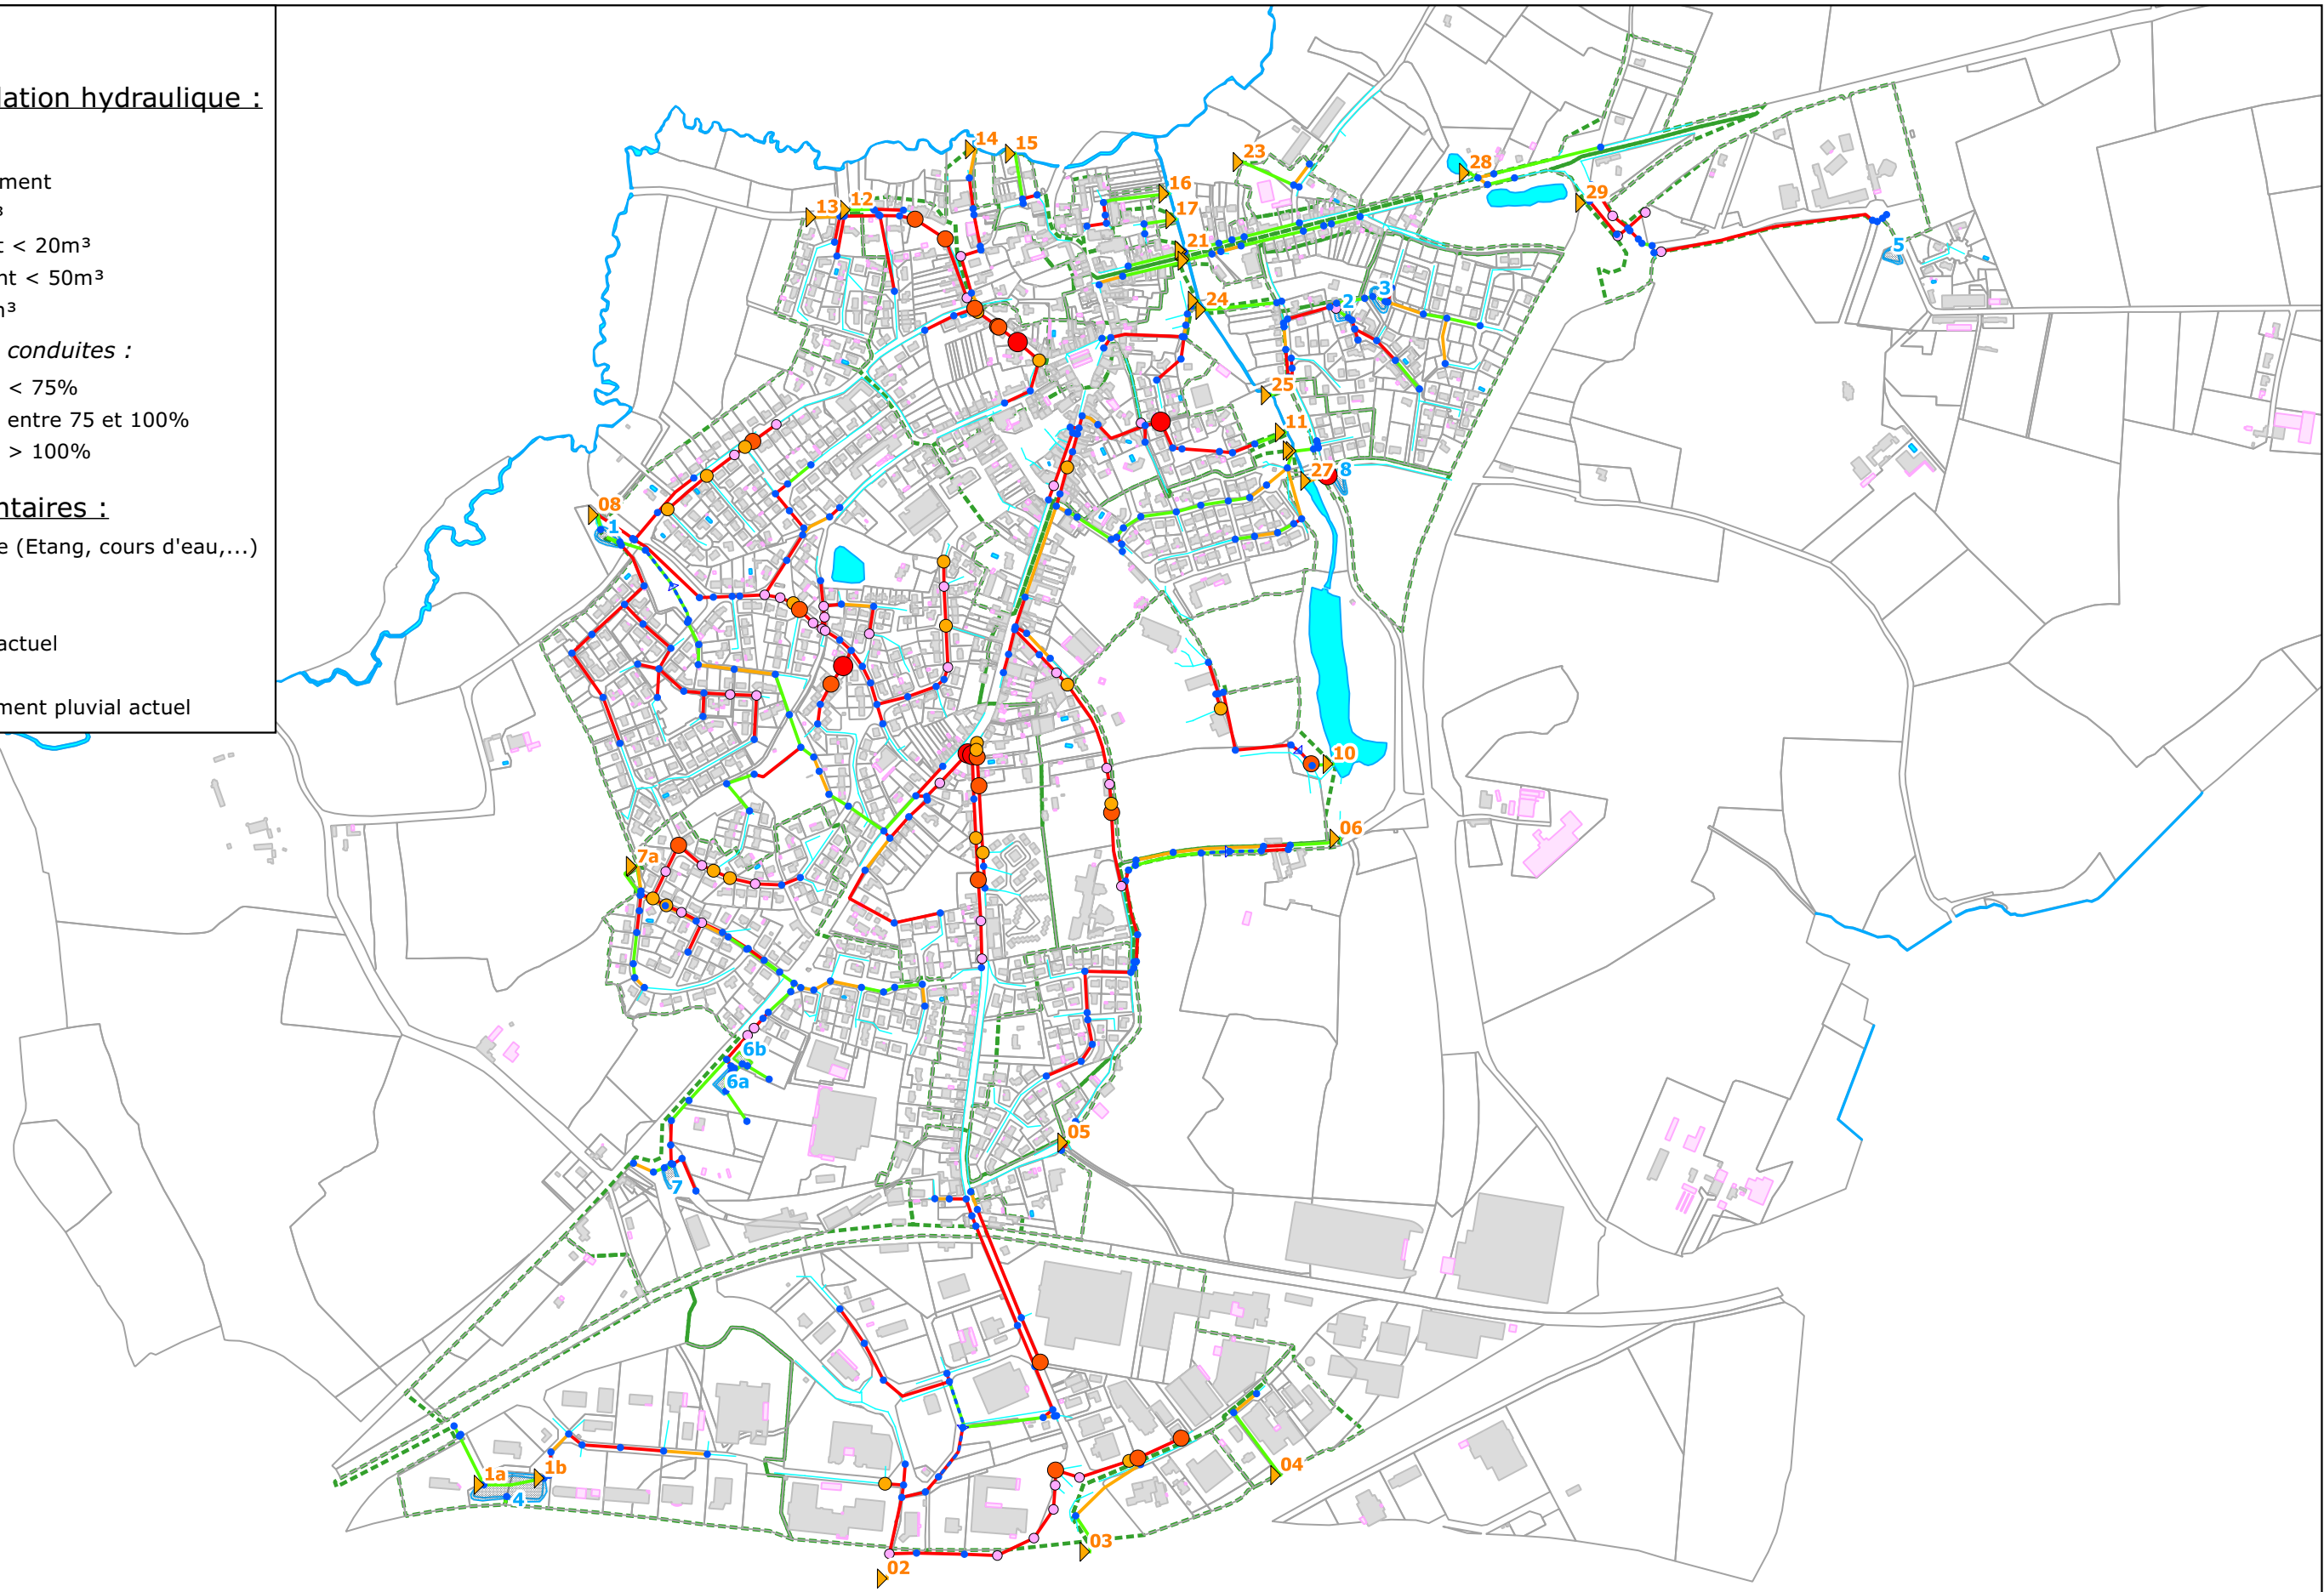 lation hydraulique :
ment
³
t < 20m³
nt < 50m³
m³
conduites :
< 75%
entre 75 et 100%
> 100%
ntaires :
e (Etang, cours d'eau,...)
actuel
ment pluvial actuel
14
15
23
28
16
29
13
12
17
21
5
24
3
2
25
11
27
8
08
1
10
06
7a
6b
6a
05
7
1a
1b
4
04
03
02